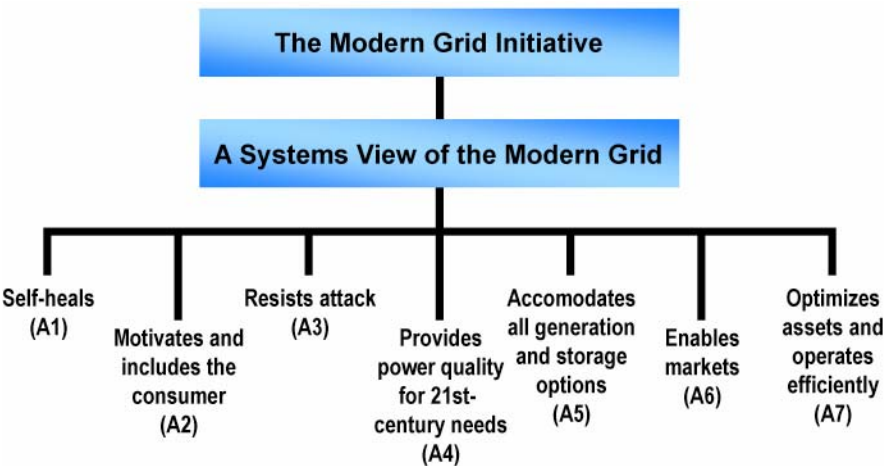 The Modern Grid Initiative
A Systems View of the Modern Grid
Self-heals
(A1)
Motivates and
includes the
consumer
(A2)
Resists attack
(A3)
Provides
power quality
for 21st-
century needs
(A4)
Accomodates
all generation
and storage
options
(A5)
Enables
markets
(A6)
Optimizes
assets and
operates
efficiently
(A7)